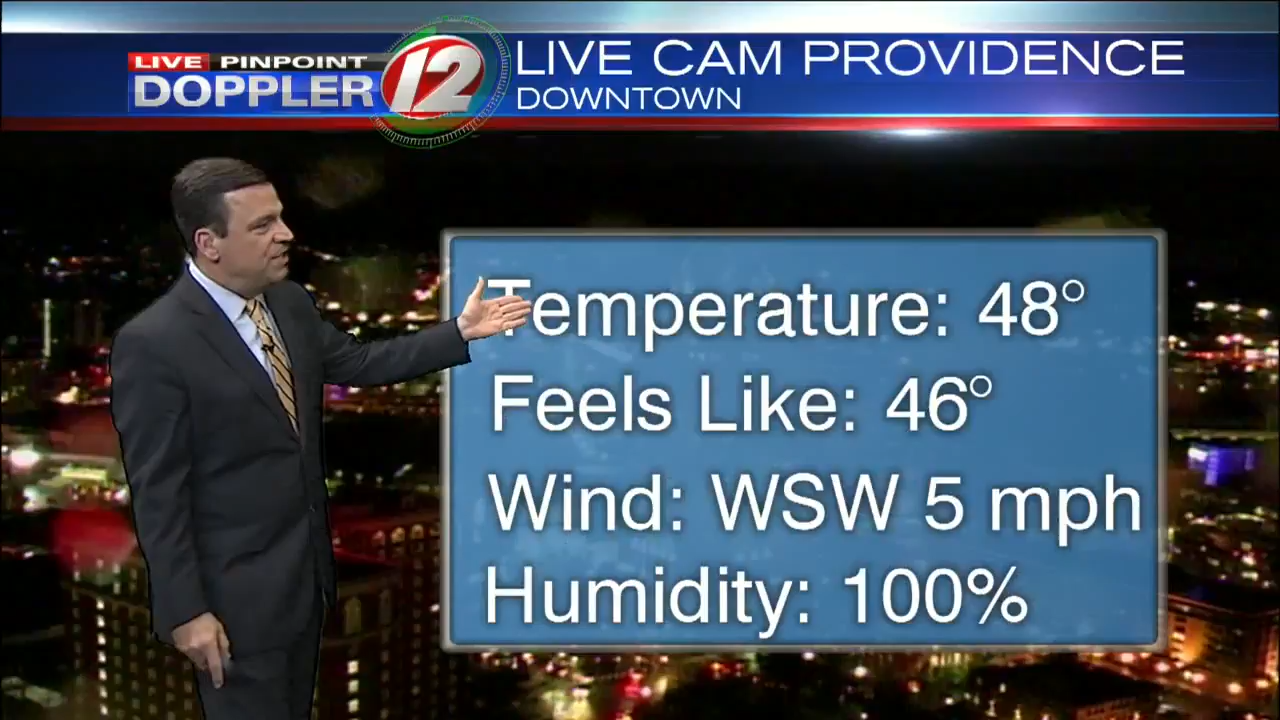 LIVE PINPOINT
DOPPLER 12
LIVE CAM PROVIDENCE
DOWNTOWN
Temperature: 48°
Feels Like: 46°
Wind: WSW 5 mph
Humidity: 100%